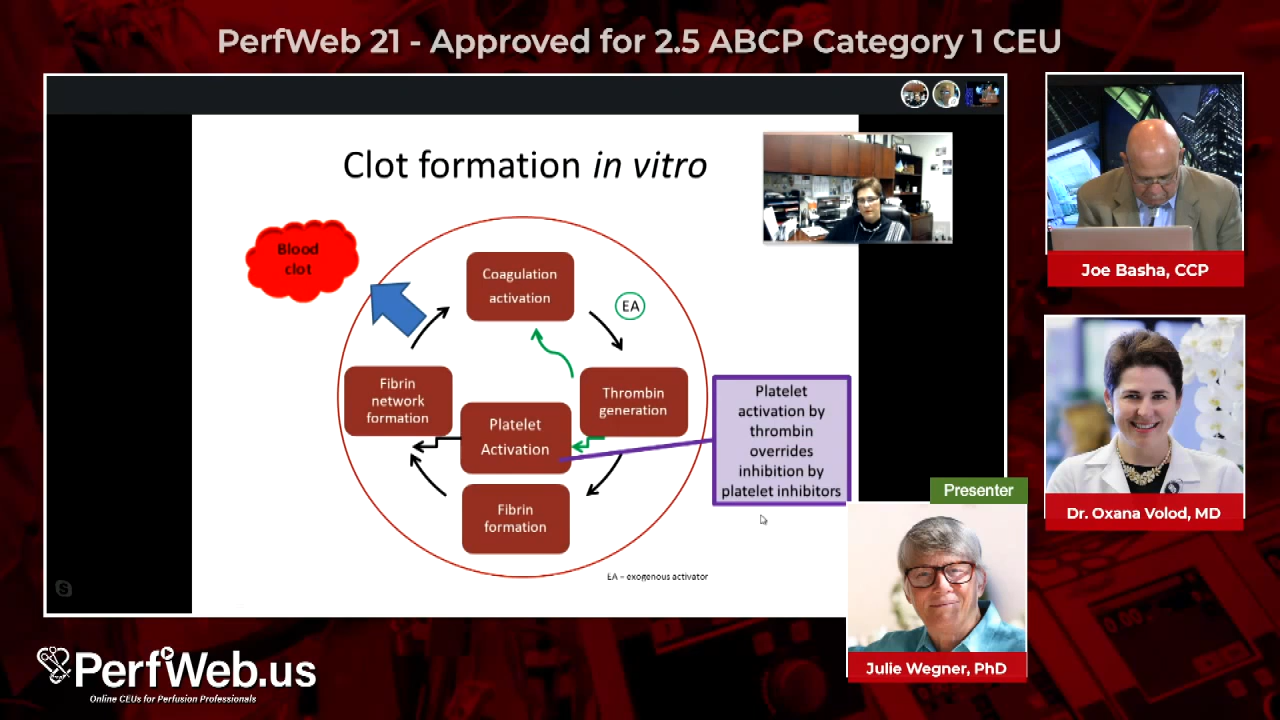 PerfWeb 21 - Approved for 2.5 ABCP Category 1 CEU
Clot formation in vitro
Blood
clot
Coagulation
activation
EA
Fibrin
network
formation
Thrombin
generation
Platelet
Activation
Fibrin
formation
Platelet
activation by
thrombin
overrides
inhibition by
platelet inhibitors
EA – exogenous activator
Joe Basha, CCP
Dr. Oxana Volod, MD
Presenter
Julie Wegner, PhD
PerfWeb.us
Online CEUs for Perfusion Professionals